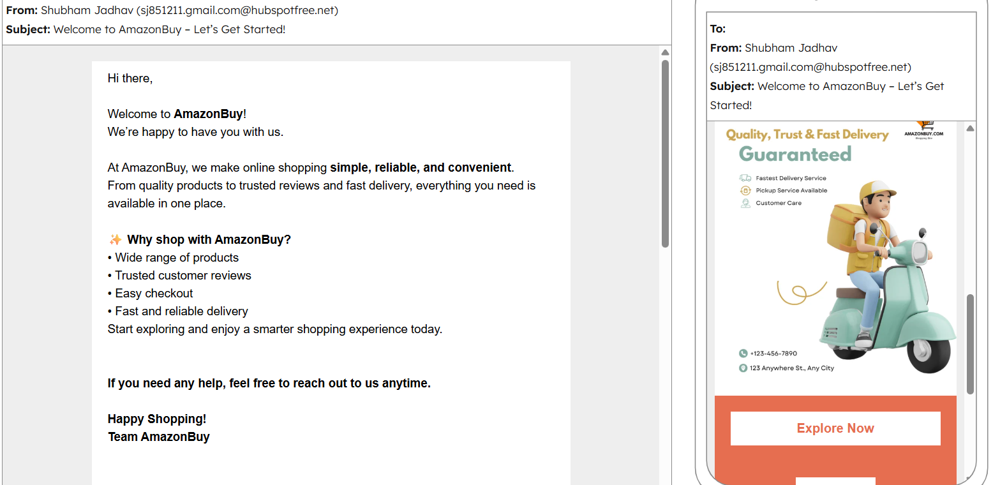 From: Shubham Jadhav (sj851211.gmail.com@hubspotfree.net)
Subject: Welcome to AmazonBuy – Let's Get Started!
Hi there,
Welcome to AmazonBuy!
We're happy to have you with us.
At AmazonBuy, we make online shopping simple, reliable, and convenient.
From quality products to trusted reviews and fast delivery, everything you need is
available in one place.
✨ Why shop with AmazonBuy?
• Wide range of products
• Trusted customer reviews
• Easy checkout
• Fast and reliable delivery
Start exploring and enjoy a smarter shopping experience today.
If you need any help, feel free to reach out to us anytime.
Happy Shopping!
Team AmazonBuy
To:
From: Shubham Jadhav
(sj851211.gmail.com@hubspotfree.net)
Subject: Welcome to AmazonBuy – Let's Get
Started!
Quality, Trust & Fast Delivery
AMAZONBUY.COM
Shopping Site
Guaranteed
Fastest Delivery Service
Pickup Service Available
Customer Care
+123-456-7890
123 Anywhere St., Any City
Explore Now